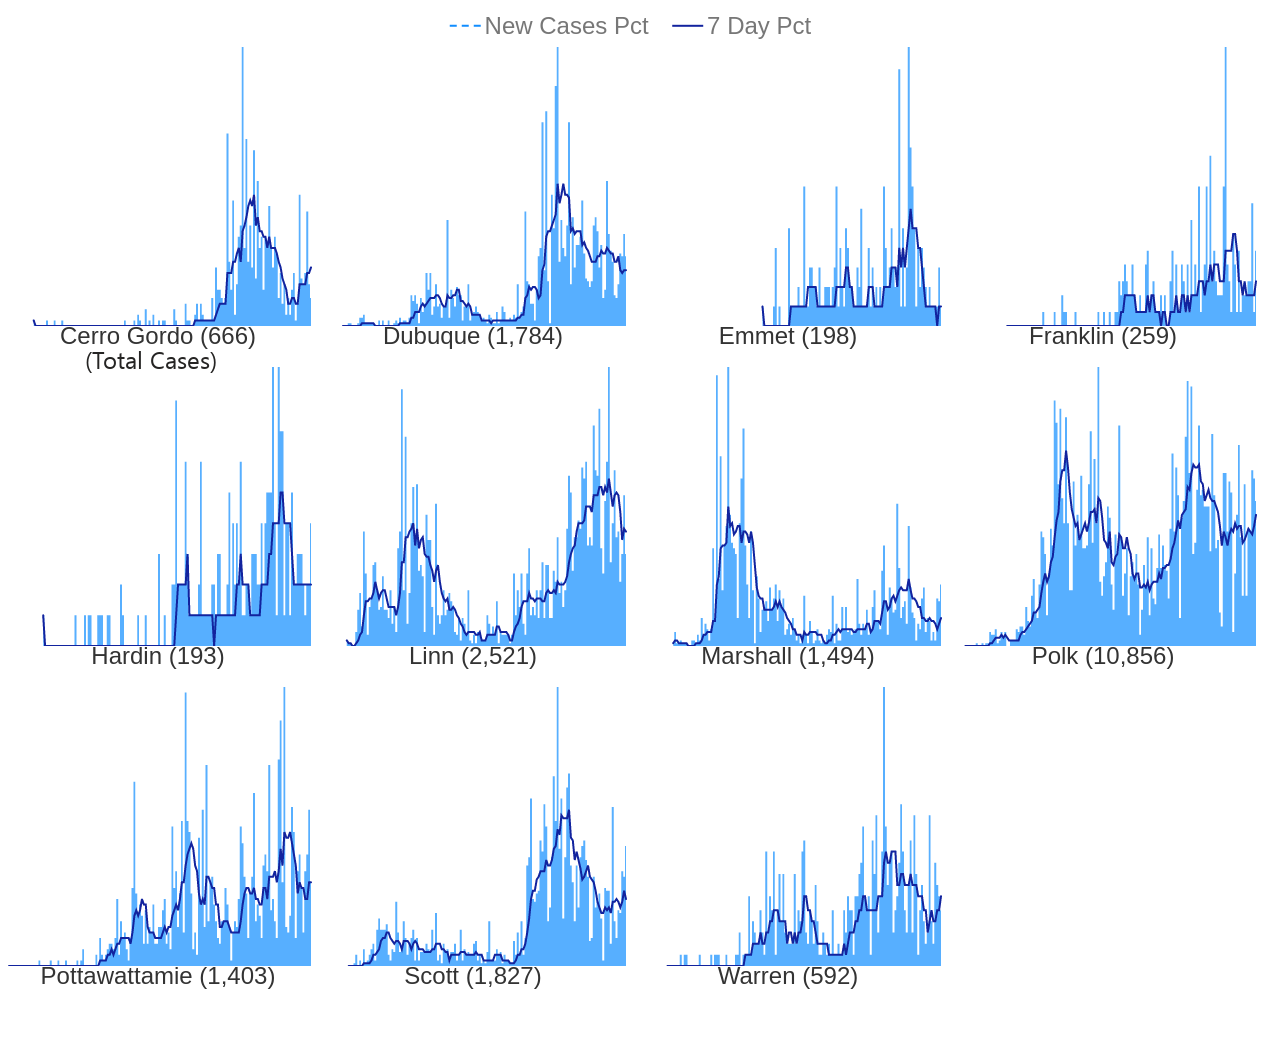 New Cases Pct 7 Day Pct
Cerro Gordo (666) Dubuque (1,784) Emmet (198) Franklin (259)
(Total Cases)
Hardin (193) Linn (2,521) Marshall (1,494) Polk (10,856)
Pottawattamie (1,403) Scott (1,827) Warren (592)